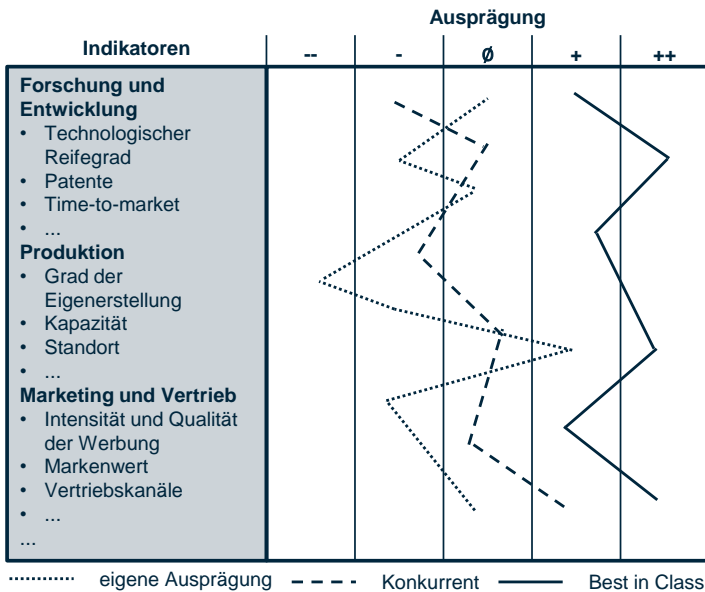 Ausprägung
Indikatoren -- - Ø + ++
Forschung und
Entwicklung
• Technologischer
Reifegrad
• Patente
• Time-to-market
• ...
Produktion
• Grad der
Eigenerstellung
• Kapazität
• Standort
• ...
Marketing und Vertrieb
• Intensität und Qualität
der Werbung
• Markenwert
• Vertriebskanäle
• ...
...
eigene Ausprägung Konkurrent Best in Class